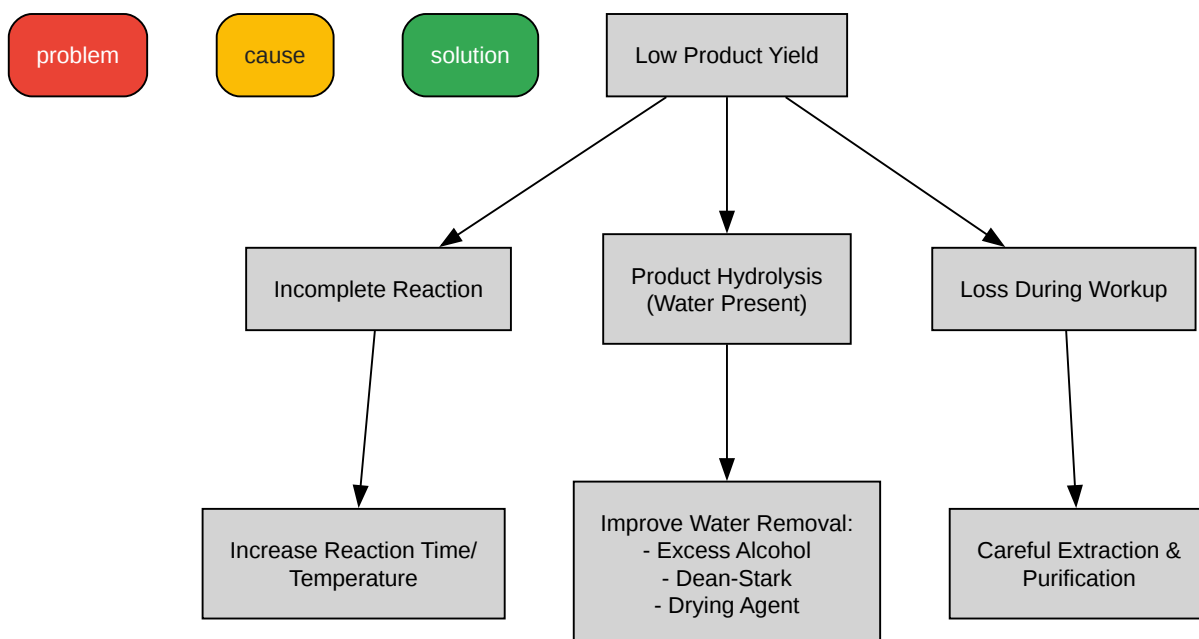 problem
cause
solution
Low Product Yield
Incomplete Reaction
Product Hydrolysis
(Water Present)
Loss During Workup
Increase Reaction Time/
Temperature
Improve Water Removal:
- Excess Alcohol
- Dean-Stark
- Drying Agent
Careful Extraction &
Purification